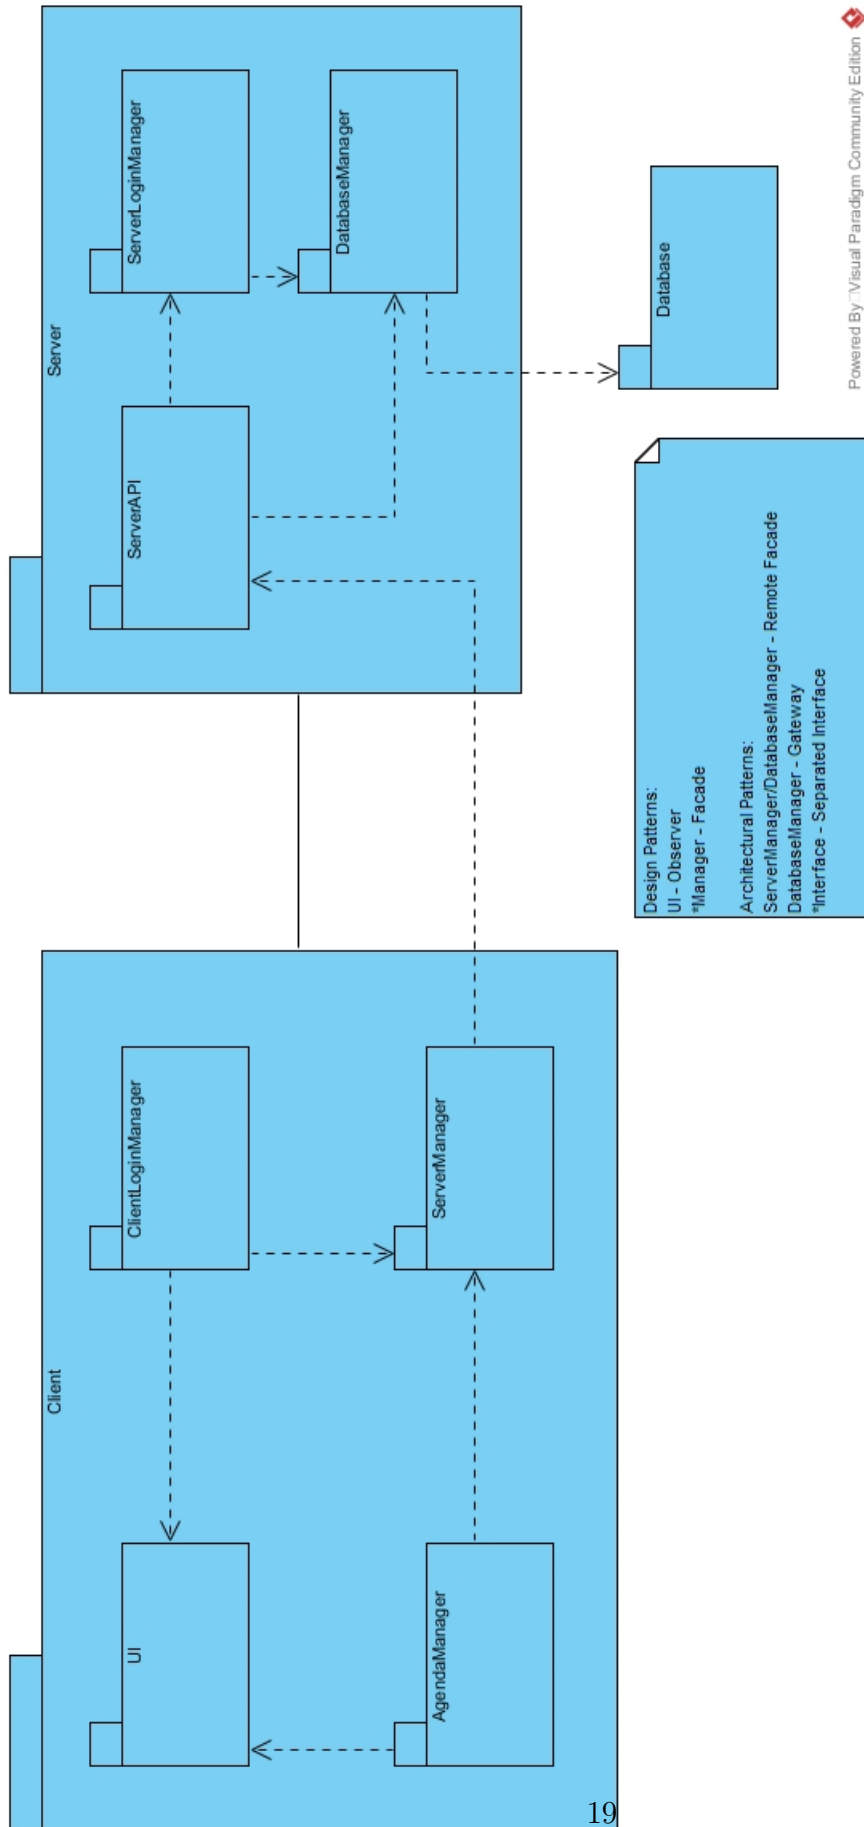 Client
UI
ClientLoginManager
AgendaManager
ServerManager
Server
ServerAPI
ServerLoginManager
DatabaseManager
Database
Design Patterns:
UI - Observer
*Manager - Facade
Architectural Patterns:
ServerManager/DatabaseManager - Remote Facade
DatabaseManager - Gateway
*Interface - Separated Interface
Powered By Visual Paradigm Community Edition
19